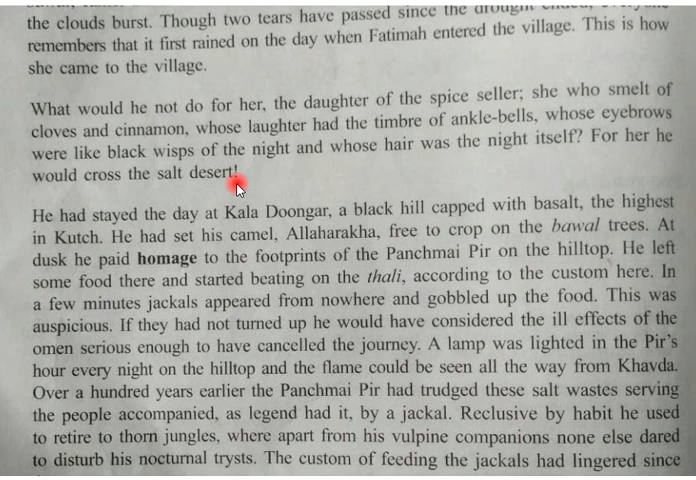 the clouds burst. Though two tears have passed since the drought ended, everyone
remembers that it first rained on the day when Fatimah entered the village. This is how
she came to the village.
What would he not do for her, the daughter of the spice seller; she who smelt of
cloves and cinnamon, whose laughter had the timbre of ankle-bells, whose eyebrows
were like black wisps of the night and whose hair was the night itself? For her he
would cross the salt desert!
He had stayed the day at Kala Doongar, a black hill capped with basalt, the highest
in Kutch. He had set his camel, Allaharakha, free to crop on the bawal trees. At
dusk he paid homage to the footprints of the Panchmai Pir on the hilltop. He left
some food there and started beating on the thali, according to the custom here. In
a few minutes jackals appeared from nowhere and gobbled up the food. This was
auspicious. If they had not turned up he would have considered the ill effects of the
omen serious enough to have cancelled the journey. A lamp was lighted in the Pir's
hour every night on the hilltop and the flame could be seen all the way from Khavda.
Over a hundred years earlier the Panchmai Pir had trudged these salt wastes serving
the people accompanied, as legend had it, by a jackal. Reclusive by habit he used
to retire to thorn jungles, where apart from his vulpine companions none else dared
to disturb his nocturnal trysts. The custom of feeding the jackals had lingered since